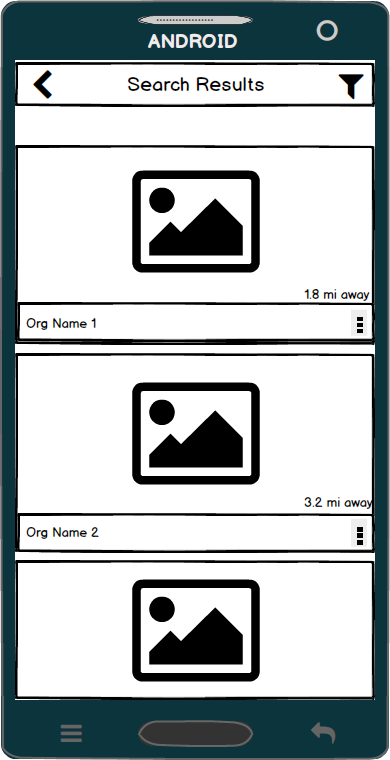 ANDROID
Search Results
1.8 mi away
Org Name 1
3.2 mi away
Org Name 2